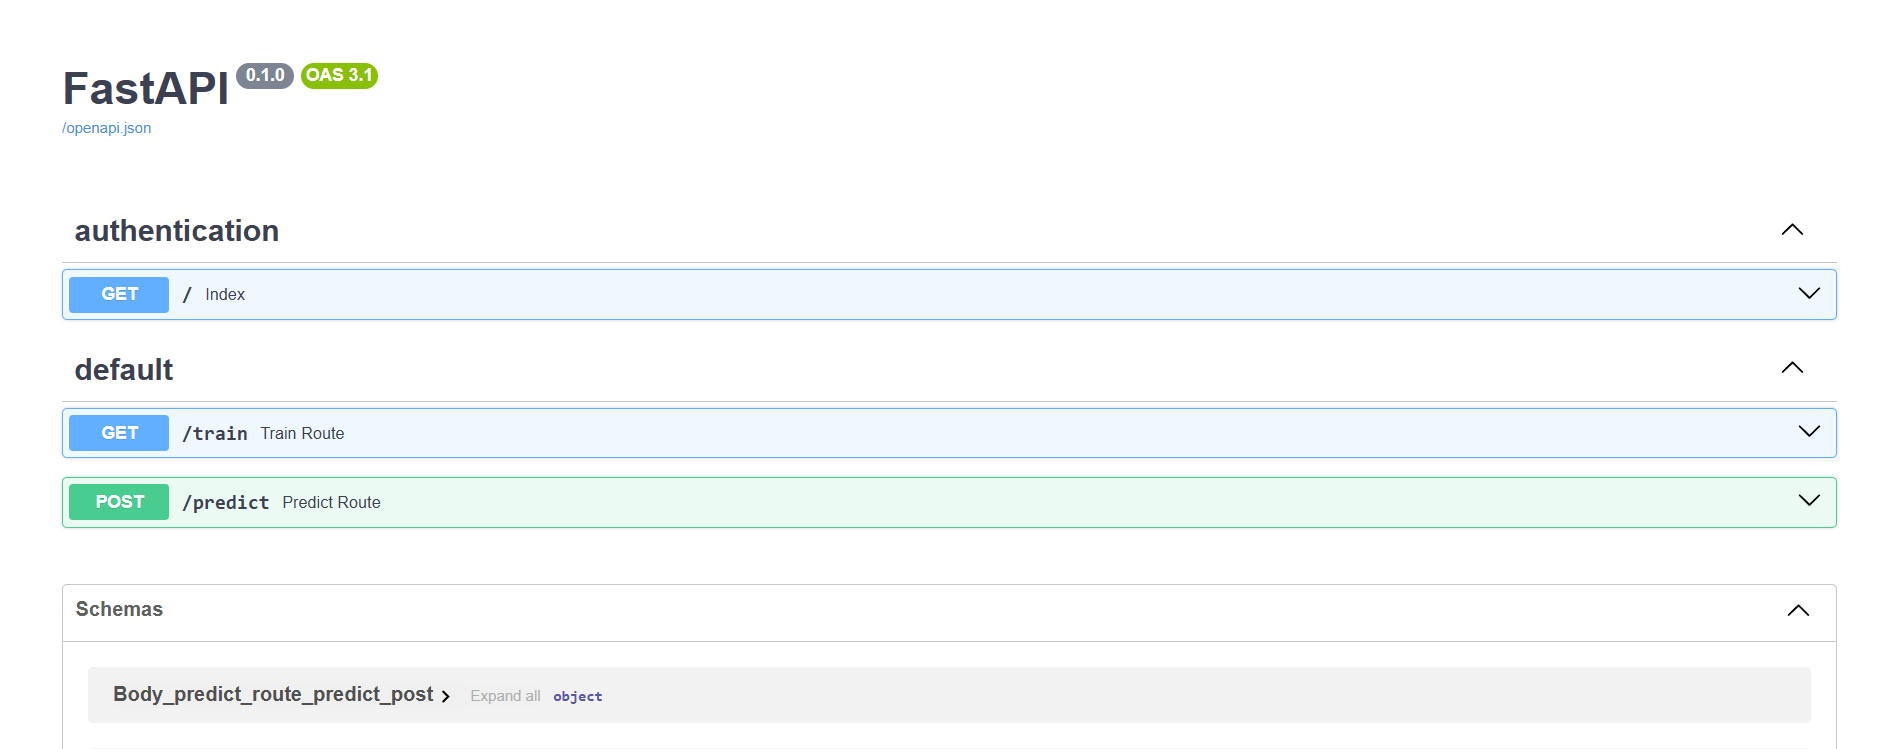 FastAPI 0.1.0 OAS 3.1
/openapi.json
authentication
GET / Index
default
GET /train Train Route
POST /predict Predict Route
Schemas
Body_predict_route_predict_post Expand all object